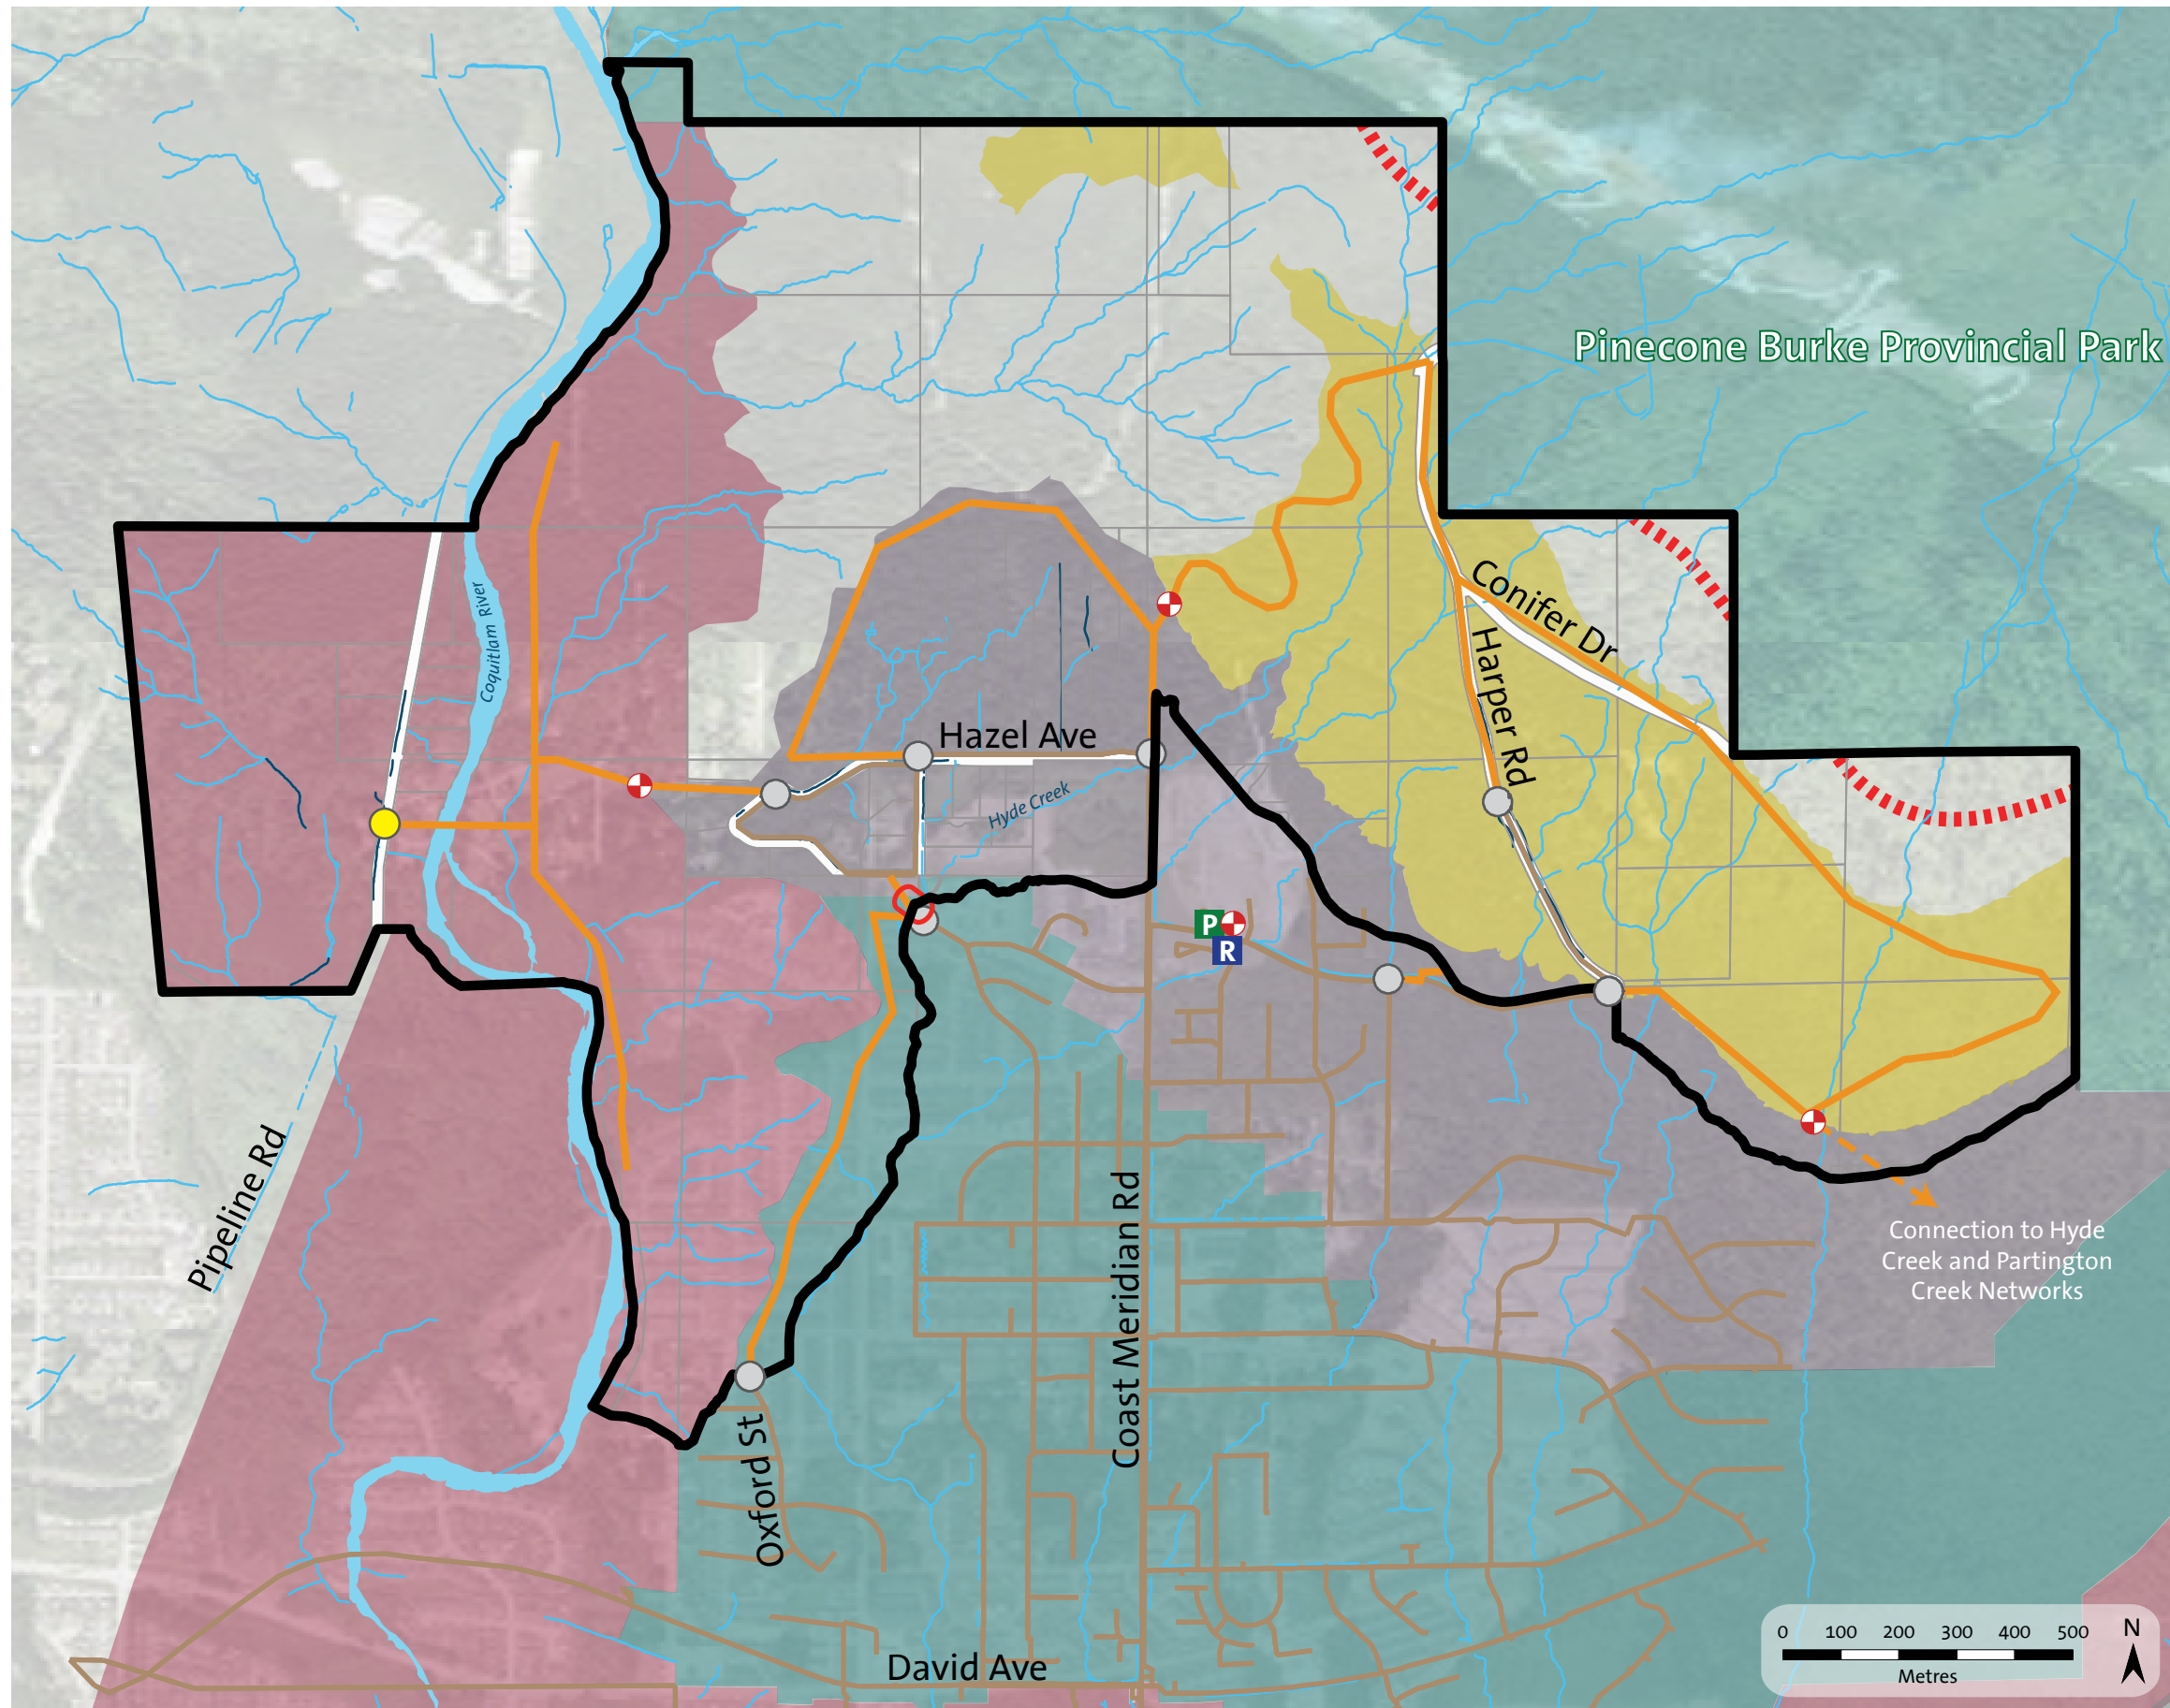 Pinecone Burke Provincial Park
Conifer Dr
Harper Rd
Coquitlam River
Hazel Ave
Hyde Creek
P
R
Pipeline Rd
Coast Meridian Rd
Connection to Hyde
Creek and Partington
Creek Networks
Oxford St
David Ave
0 100 200 300 400 500
Metres
N